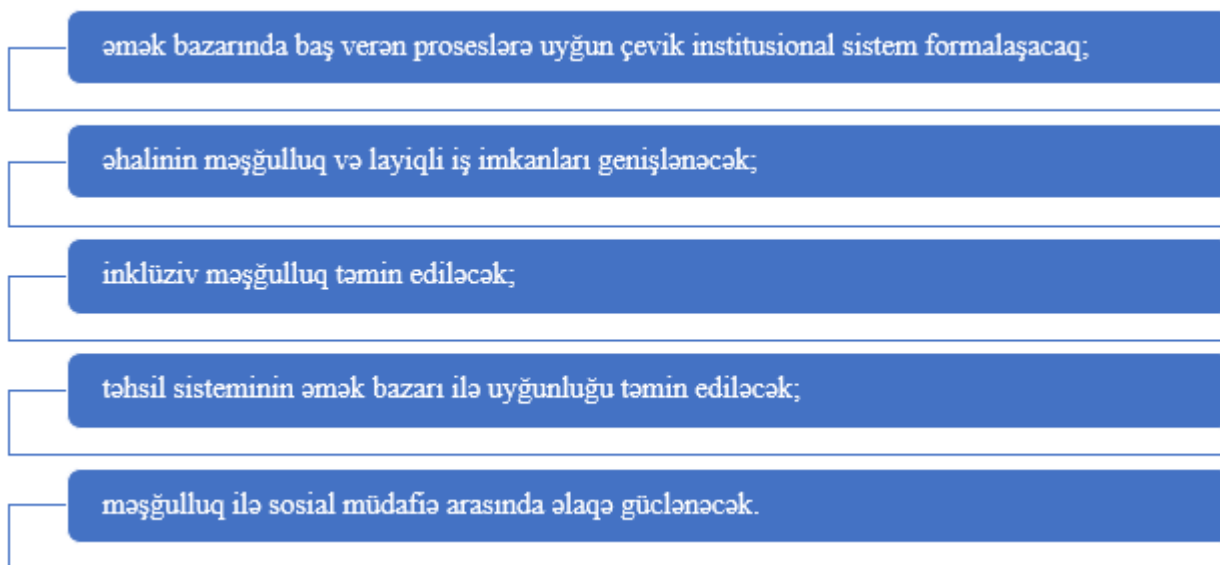 əmək bazarında baş verən proseslərə uyğun çevik institusional sistem formalaşacaq;
əhalinin məşğulluq və layiqli iş imkanları genişlənəcək;
inklüziv məşğulluq təmin ediləcək;
təhsil sisteminin əmək bazarı ilə uyğunluğu təmin ediləcək;
məşğulluq ilə sosial müdafiə arasında əlaqə güclənəcək.